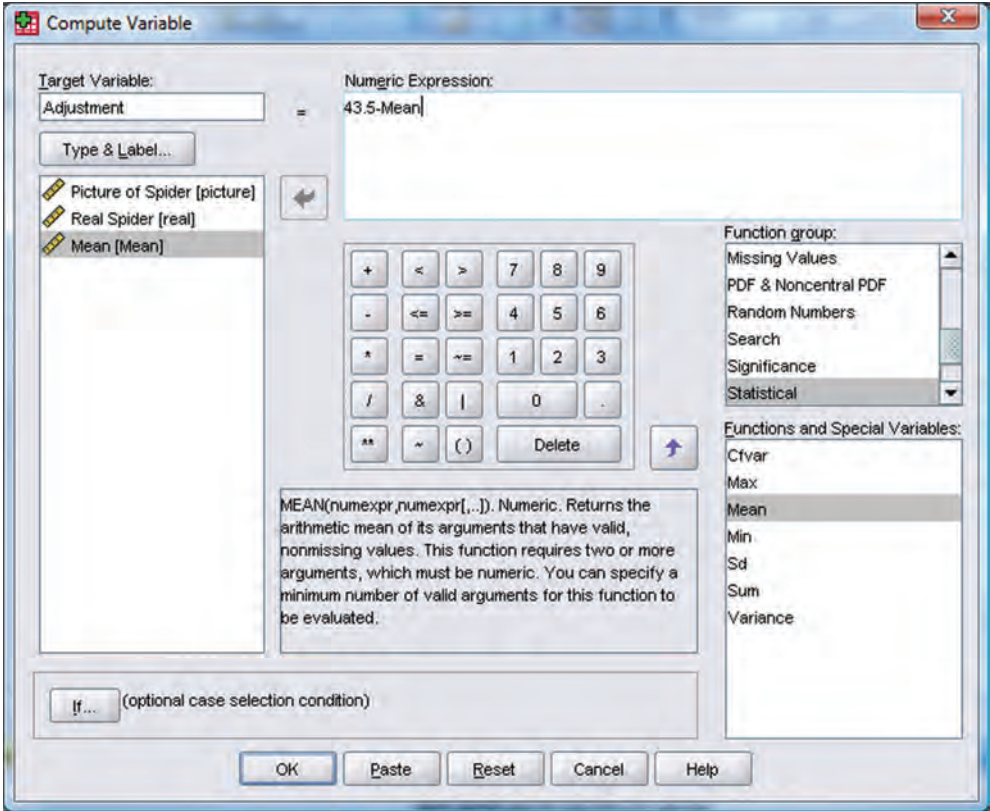 Compute Variable
Target Variable:
Adjustment
Type & Label...
=
Numeric Expression:
43.5-Mean
Picture of Spider [picture]
Real Spider [real]
Mean [Mean]
+ < > 7 8 9
- <= >= 4 5 6
* = ~= 1 2 3
/ & | 0 .
** ~ ( ) Delete
Function group:
Missing Values
PDF & Noncentral PDF
Random Numbers
Search
Significance
Statistical
Functions and Special Variables:
Cfvar
Max
Mean
Min
Sd
Sum
Variance
MEAN(numexpr,numexpr[,..]). Numeric. Returns the
arithmetic mean of its arguments that have valid,
nonmissing values. This function requires two or more
arguments, which must be numeric. You can specify a
minimum number of valid arguments for this function to
be evaluated.
If... (optional case selection condition)
OK Paste Reset Cancel Help